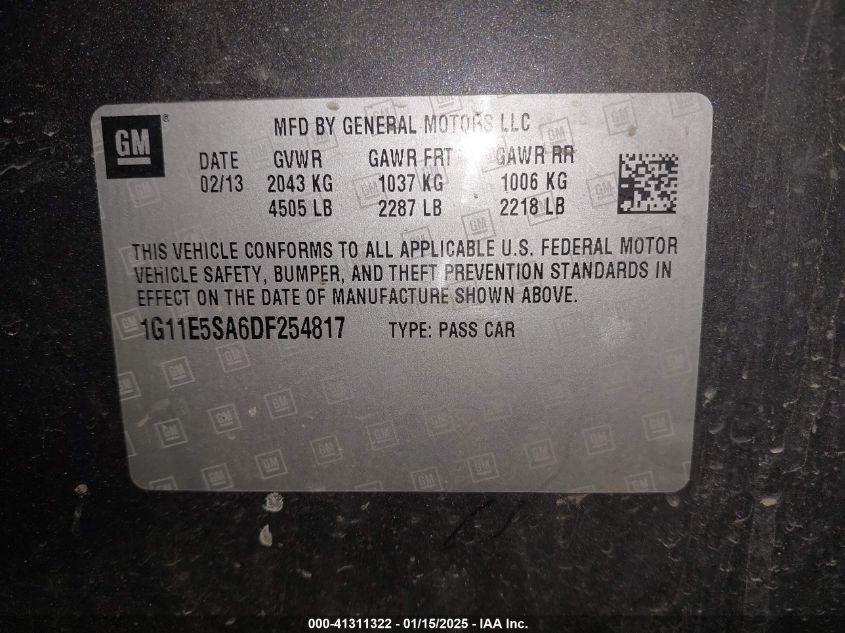 GM ® MFD BY GENERAL MOTORS LLC
DATE GVWR GAWR FRT GAWR RR
02/13 2043 KG 1037 KG 1006 KG
4505 LB 2287 LB 2218 LB
THIS VEHICLE CONFORMS TO ALL APPLICABLE U.S. FEDERAL MOTOR
VEHICLE SAFETY, BUMPER, AND THEFT PREVENTION STANDARDS IN
EFFECT ON THE DATE OF MANUFACTURE SHOWN ABOVE.
1G11E5SA6DF254817 TYPE: PASS CAR
000-41311322 - 01/15/2025 - IAA Inc.